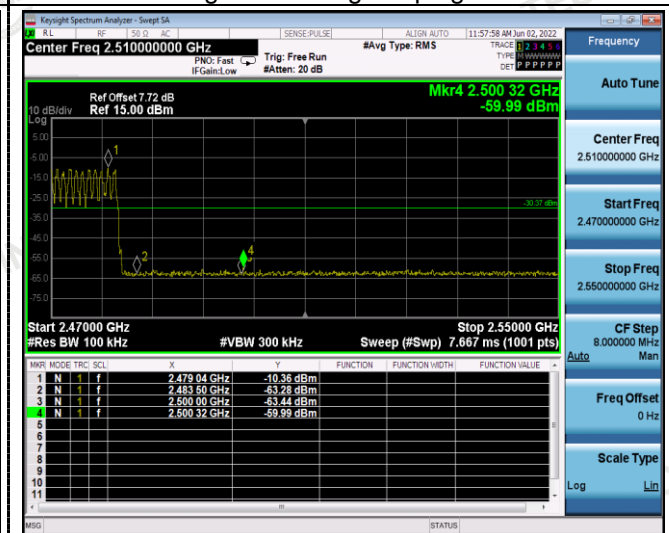 Keysight Spectrum Analyzer - Swept SA
RL RF 50 Ω AC SENSE:PULSE ALIGN AUTO 11:57:58 AM Jun 02, 2022
Center Freq 2.510000000 GHz #Avg Type: RMS TRACE 1 2 3 4 5 6
PNO: Fast Trig: Free Run TYPE M W W W W W
IFGain:Low #Atten: 20 dB DET P P P P P P
Mkr4 2.500 32 GHz
Ref Offset 7.72 dB
10 dB/div Ref 15.00 dBm -59.99 dBm
Log
5.00
-5.00
-15.0
-25.0
-30.37 dBm
-35.0
-45.0
-55.0
-65.0
-75.0
1
2
4
Start 2.47000 GHz Stop 2.55000 GHz
#Res BW 100 kHz #VBW 300 kHz Sweep (#Swp) 7.667 ms (1001 pts)
MKR MODE TRC SCL X Y FUNCTION FUNCTION WIDTH FUNCTION VALUE
1 N 1 f 2.479 04 GHz -10.36 dBm
2 N 1 f 2.483 50 GHz -63.28 dBm
3 N 1 f 2.500 00 GHz -63.44 dBm
4 N 1 f 2.500 32 GHz -59.99 dBm
5
6
7
8
9
10
11
MSG STATUS
Frequency
Auto Tune
Center Freq
2.510000000 GHz
Start Freq
2.470000000 GHz
Stop Freq
2.550000000 GHz
CF Step
8.000000 MHz
Auto Man
Freq Offset
0 Hz
Scale Type
Log Lin